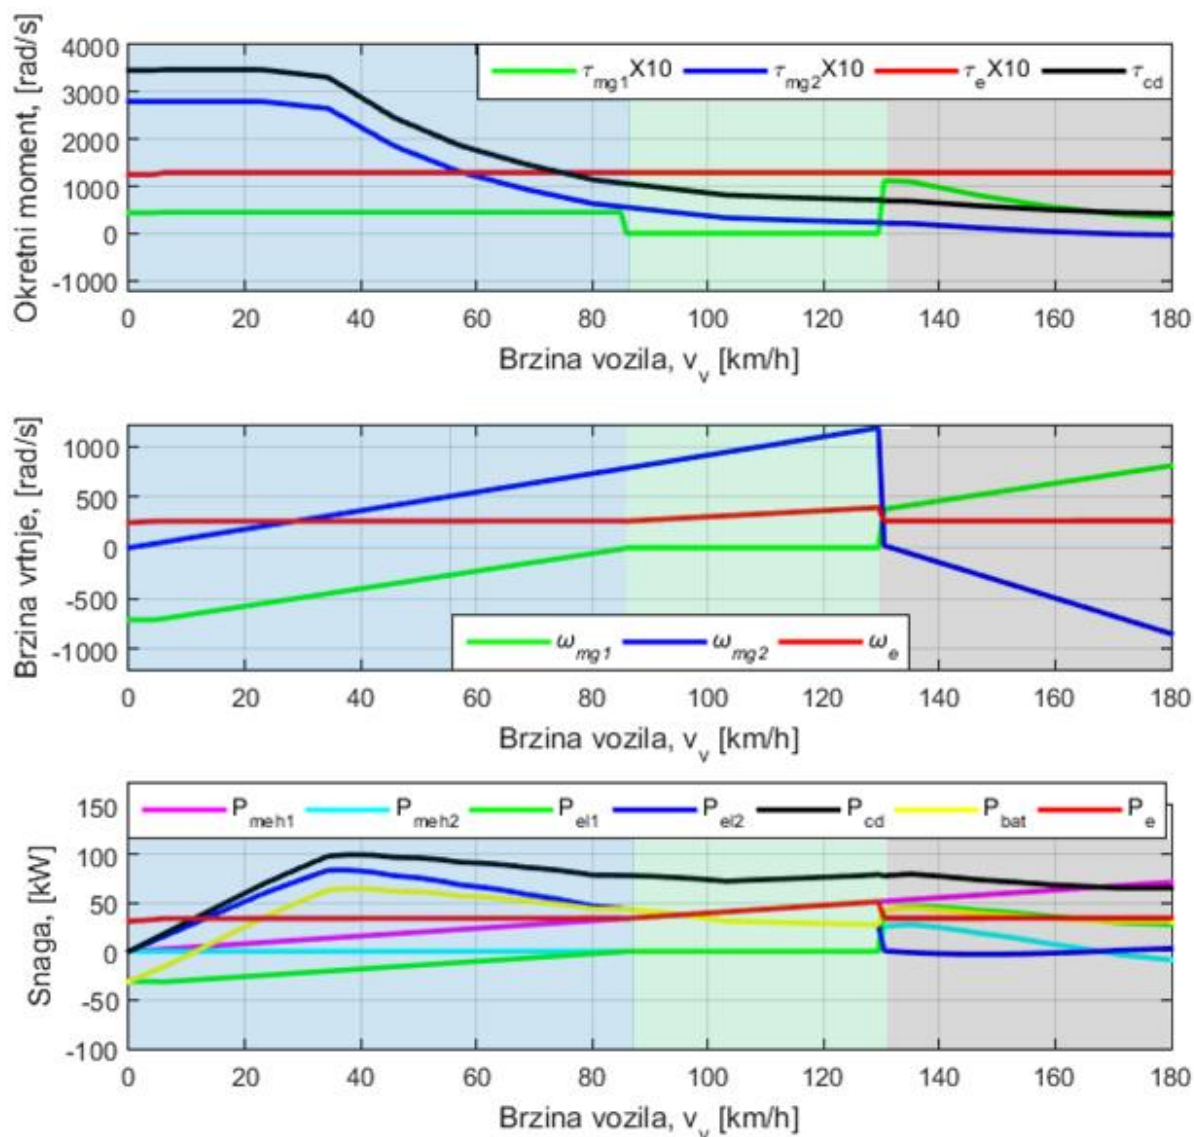 Okretni moment, [rad/s]
4000
3000
2000
1000
0
-1000
τmg1X10 τmg2X10 τeX10 τcd
0 20 40 60 80 100 120 140 160 180
Brzina vozila, vv [km/h]
Brzina vrtnje, [rad/s]
1000
500
0
-500
-1000
ωmg1 ωmg2 ωe
0 20 40 60 80 100 120 140 160 180
Brzina vozila, vv [km/h]
Snaga, [kW]
150
100
50
0
-50
-100
Pmeh1 Pmeh2 Pel1 Pel2 Pcd Pbat Pe
0 20 40 60 80 100 120 140 160 180
Brzina vozila, vv [km/h]